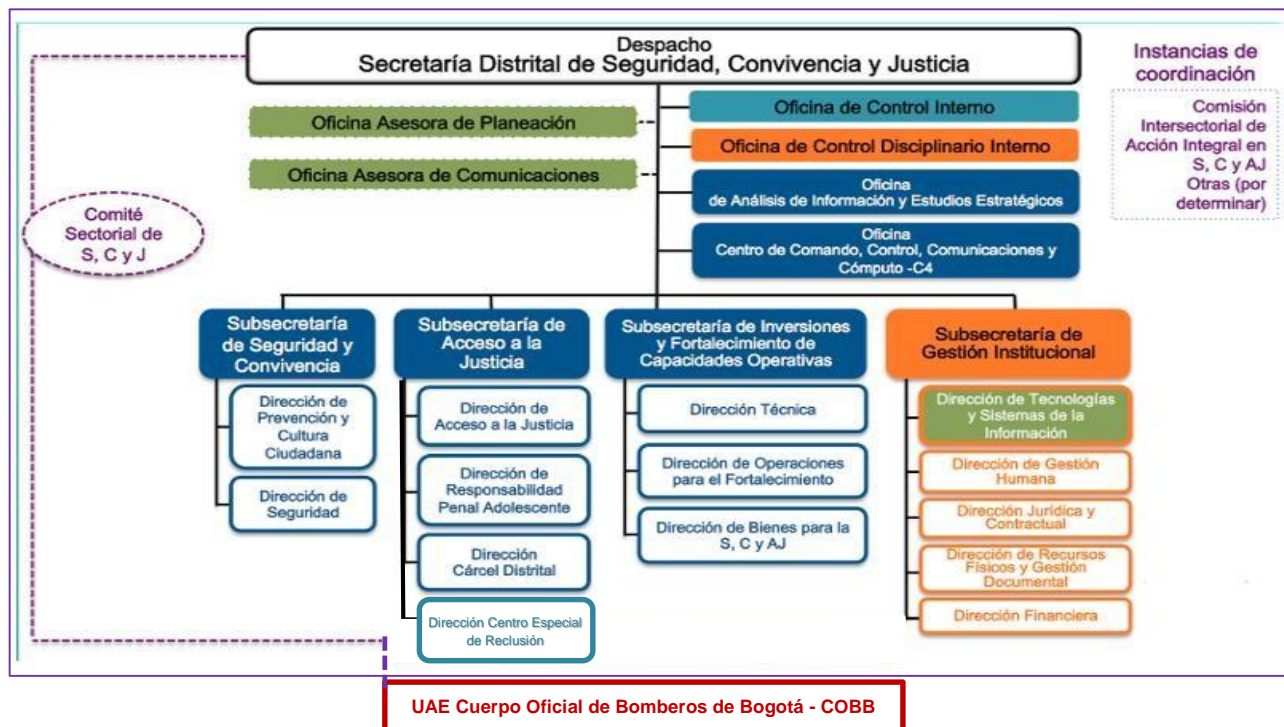 Despacho
Secretaría Distrital de Seguridad, Convivencia y Justicia
Instancias de
coordinación
Comisión
Intersectorial de
Acción Integral en
S, C y AJ
Otras (por
determinar)
Oficina Asesora de Planeación
Oficina Asesora de Comunicaciones
Oficina de Control Interno
Oficina de Control Disciplinario Interno
Oficina
de Análisis de Información y Estudios Estratégicos
Oficina
Centro de Comando, Control, Comunicaciones y
Cómputo -C4
Comité
Sectorial de
S, C y J
Subsecretaría
de Seguridad y
Convivencia
Dirección de
Prevención y
Cultura
Ciudadana
Dirección de
Seguridad
Subsecretaría de
Acceso a la
Justicia
Dirección de
Acceso a la Justicia
Dirección de
Responsabilidad
Penal Adolescente
Dirección
Cárcel Distrital
Dirección Centro Especial
de Reclusión
Subsecretaría de Inversiones
y Fortalecimiento de
Capacidades Operativas
Dirección Técnica
Dirección de Operaciones
para el Fortalecimiento
Dirección de Bienes para la
S, C y AJ
Subsecretaría de
Gestión Institucional
Dirección de Tecnologías
y Sistemas de la
Información
Dirección de Gestión
Humana
Dirección Jurídica y
Contractual
Dirección de Recursos
Físicos y Gestión
Documental
Dirección Financiera
UAE Cuerpo Oficial de Bomberos de Bogotá - COBB